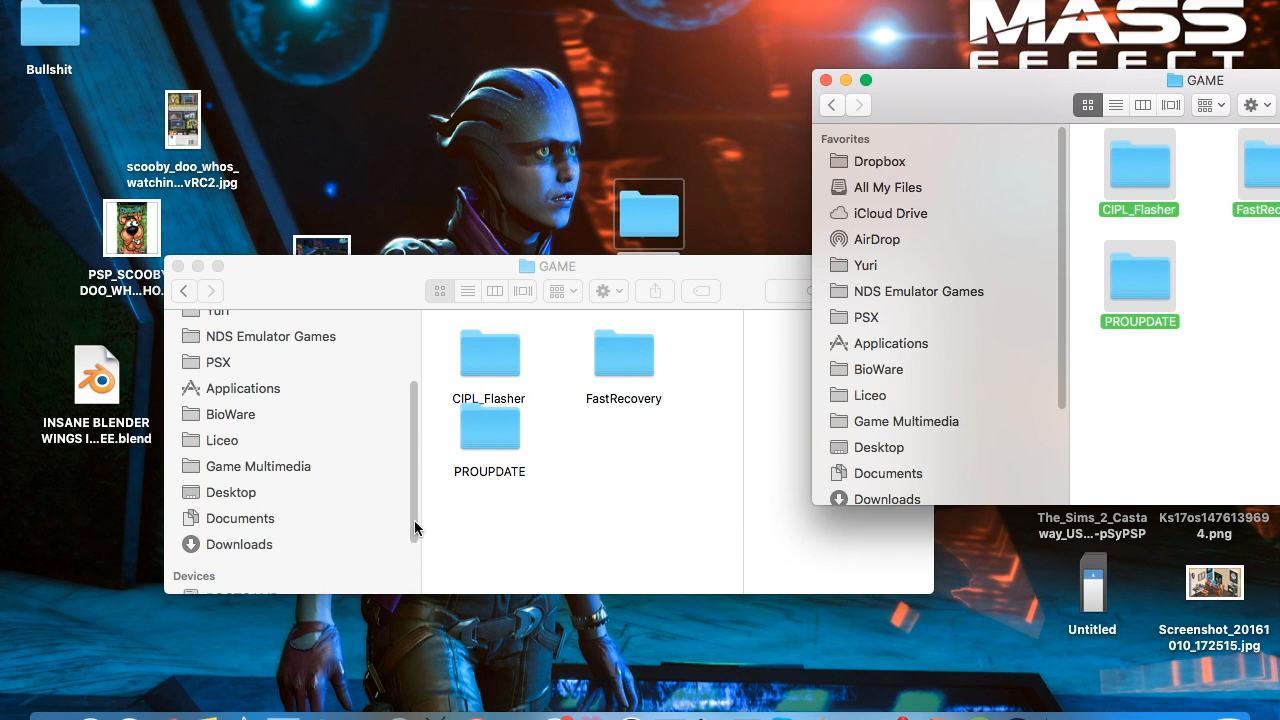 MASS
EFFECT
Bullshit
scooby_doo_whos_
watchin...vRC2.jpg
PSP_SCOOBY
DOO_WH...HO.
INSANE BLENDER
WINGS I...EE.blend
GAME
Yuri
NDS Emulator Games
PSX
Applications
BioWare
Liceo
Game Multimedia
Desktop
Documents
Downloads
Devices
CIPL_Flasher
FastRecovery
PROUPDATE
GAME
Favorites
Dropbox
All My Files
iCloud Drive
AirDrop
Yuri
NDS Emulator Games
PSX
Applications
BioWare
Liceo
Game Multimedia
Desktop
Documents
Downloads
CIPL_Flasher
FastRec
PROUPDATE
The_Sims_2_Casta
way_US...-pSyPSP
Ks17os147613969
4.png
Untitled
Screenshot_20161
010_172515.jpg